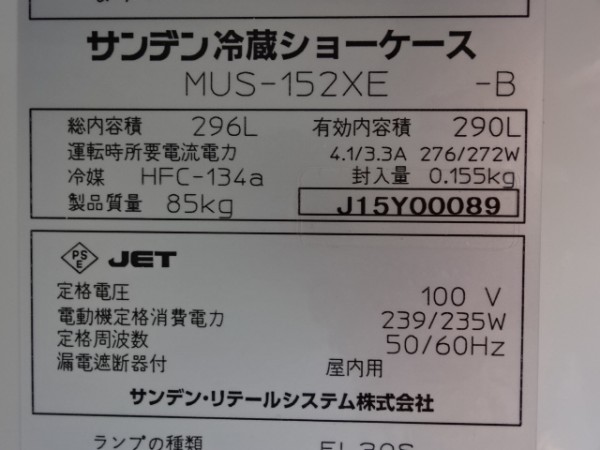 サンデン冷蔵ショーケース
MUS-152XE -B
総内容積 296L 有効内容積 290L
運転時所要電流電力 4.1/3.3A 276/272W
冷媒 HFC-134a 封入量 0.155kg
製品質量 85kg J15Y00089
PSE JET
定格電圧 100 V
電動機定格消費電力 239/235W
定格周波数 50/60Hz
漏電遮断器付 屋内用
サンデン・リテールシステム株式会社
ランプの種類